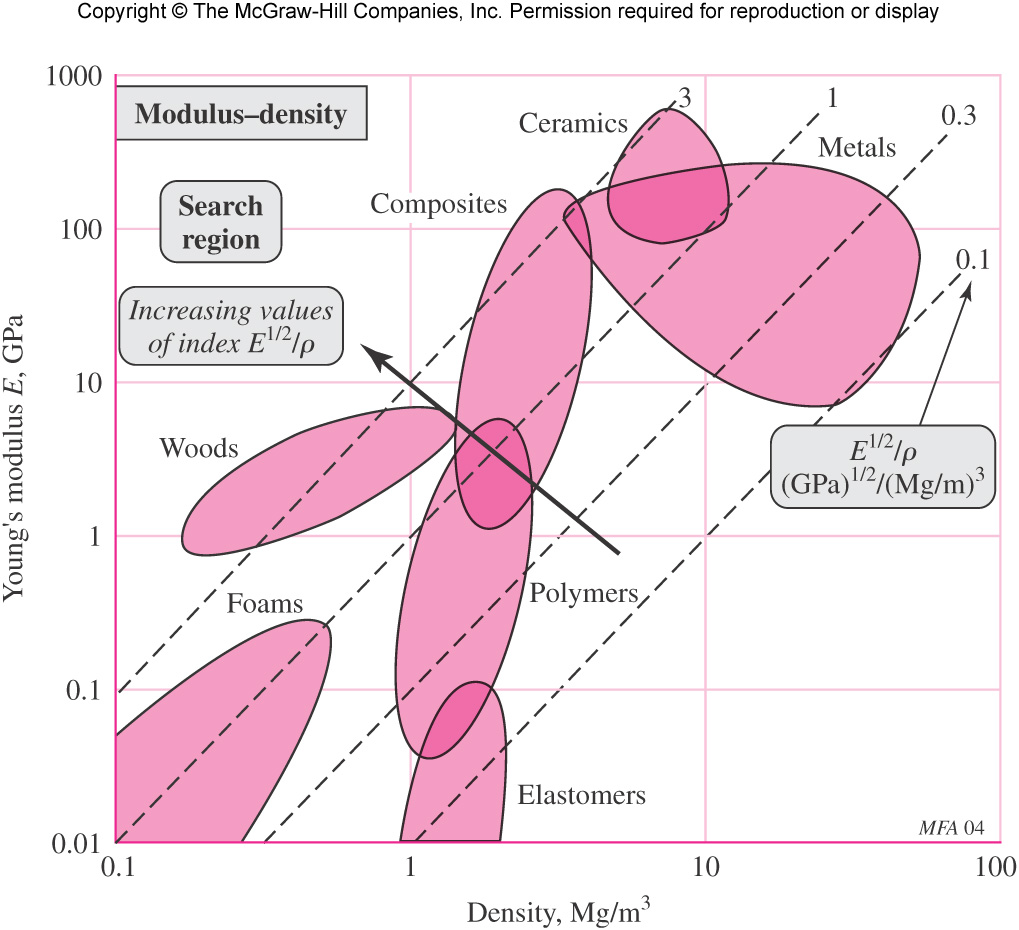 Copyright © The McGraw-Hill Companies, Inc. Permission required for reproduction or display
1000
Modulus–density
3
1
0.3
Ceramics
Metals
Search
region
Composites
100
0.1
Increasing values
of index E^1/2/ρ
Young's modulus E, GPa
10
Woods
E^1/2/ρ
(GPa)^1/2/(Mg/m)^3
1
Foams
Polymers
0.1
Elastomers
MFA 04
0.01
0.1
1
10
100
Density, Mg/m^3